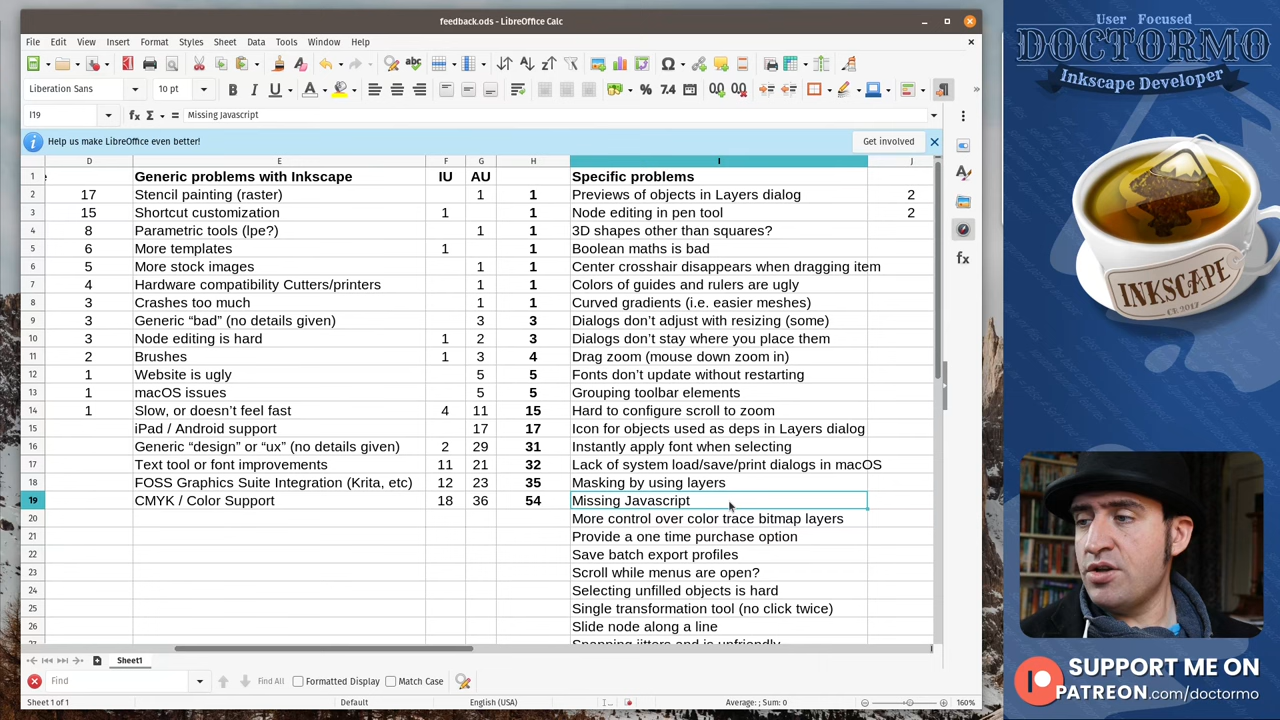 feedback.ods - LibreOffice Calc
File Edit View Insert Format Styles Sheet Data Tools Window Help
Liberation Sans 10 pt
I19 Missing Javascript
Help us make LibreOffice even better! Get involved
D E F G H I J
1 Generic problems with Inkscape IU AU Specific problems
2 17 Stencil painting (raster) 1 1 Previews of objects in Layers dialog 2
3 15 Shortcut customization 1 1 Node editing in pen tool 2
4 8 Parametric tools (lpe?) 1 1 3D shapes other than squares?
5 6 More templates 1 1 Boolean maths is bad
6 5 More stock images 1 1 Center crosshair disappears when dragging item
7 4 Hardware compatibility Cutters/printers 1 1 Colors of guides and rulers are ugly
8 3 Crashes too much 1 1 Curved gradients (i.e. easier meshes)
9 3 Generic “bad” (no details given) 3 3 Dialogs don’t adjust with resizing (some)
10 3 Node editing is hard 1 2 3 Dialogs don’t stay where you place them
11 2 Brushes 1 3 4 Drag zoom (mouse down zoom in)
12 1 Website is ugly 5 5 Fonts don’t update without restarting
13 1 macOS issues 5 5 Grouping toolbar elements
14 1 Slow, or doesn’t feel fast 4 11 15 Hard to configure scroll to zoom
15 iPad / Android support 17 17 Icon for objects used as deps in Layers dialog
16 Generic “design” or “ux” (no details given) 2 29 31 Instantly apply font when selecting
17 Text tool or font improvements 11 21 32 Lack of system load/save/print dialogs in macOS
18 FOSS Graphics Suite Integration (Krita, etc) 12 23 35 Masking by using layers
19 CMYK / Color Support 18 36 54 Missing Javascript
20 More control over color trace bitmap layers
21 Provide a one time purchase option
22 Save batch export profiles
23 Scroll while menus are open?
24 Selecting unfilled objects is hard
25 Single transformation tool (no click twice)
26 Slide node along a line
27 Snapping jitters and is unfriendly
Sheet1
Find Find All Formatted Display Match Case
Sheet 1 of 1 Default English (USA) Average: ; Sum: 0 160%
User Focused
DOCTORMO
Inkscape Developer
INKSCAPE
SUPPORT ME ON
PATREON.com/doctormo